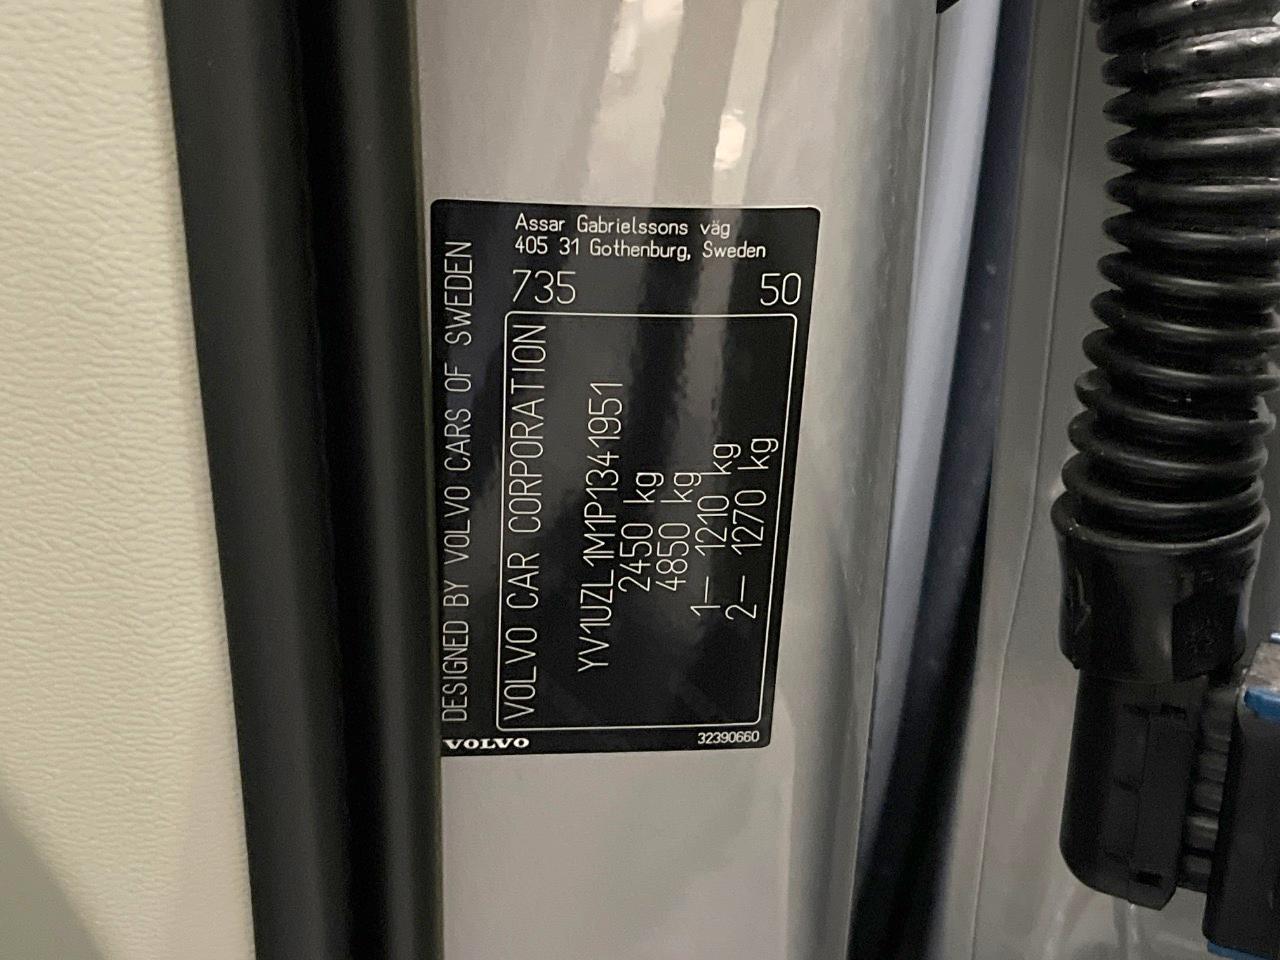 Assar Gabrielssons väg
405 31 Gothenburg, Sweden
735 50
DESIGNED BY VOLVO CARS OF SWEDEN
VOLVO CAR CORPORATION
YV1UZL1M1P1341951
2450 kg
4850 kg
1– 1210 kg
2– 1270 kg
VOLVO 32390660